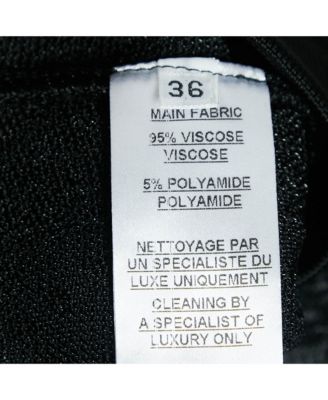 36
MAIN FABRIC
95% VISCOSE
VISCOSE
5% POLYAMIDE
POLYAMIDE
NETTOYAGE PAR
UN SPECIALISTE DU
LUXE UNIQUEMENT
CLEANING BY
A SPECIALIST OF
LUXURY ONLY